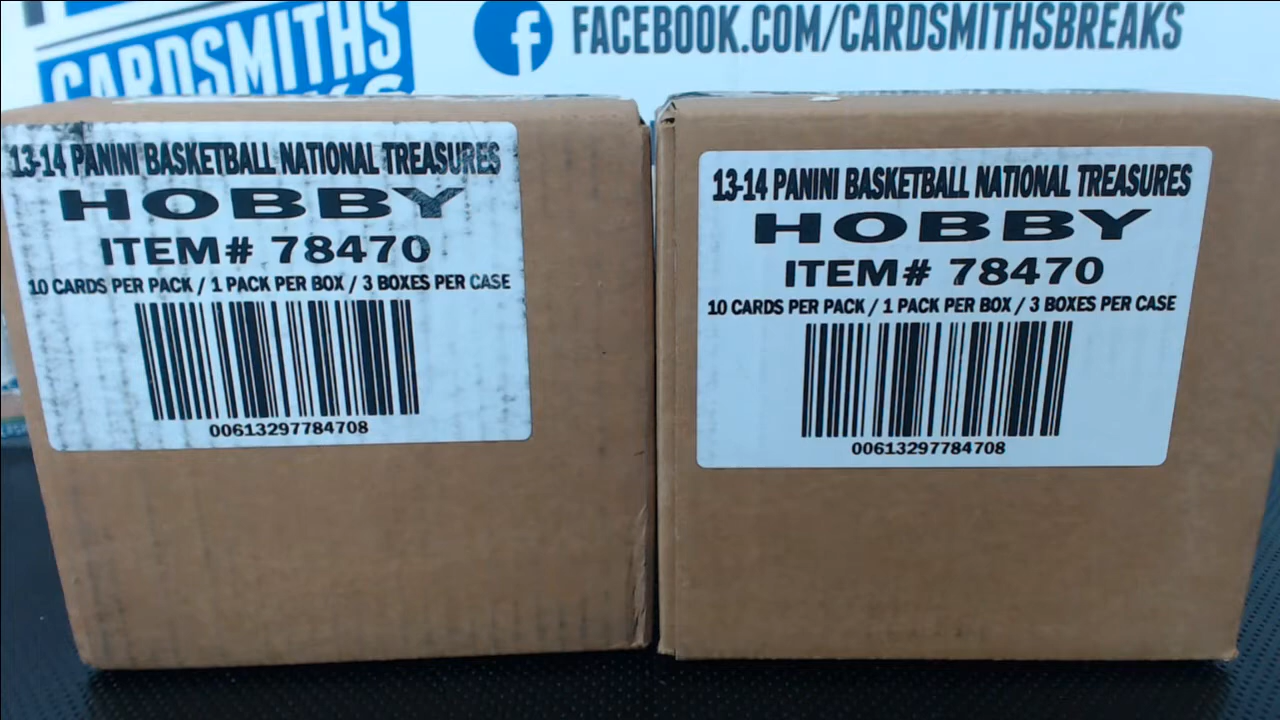 CARDSMITHS
FACEBOOK.COM/CARDSMITHSBREAKS
13-14 PANINI BASKETBALL NATIONAL TREASURES
HOBBY
ITEM# 78470
10 CARDS PER PACK / 1 PACK PER BOX / 3 BOXES PER CASE
00613297784708
13-14 PANINI BASKETBALL NATIONAL TREASURES
HOBBY
ITEM# 78470
10 CARDS PER PACK / 1 PACK PER BOX / 3 BOXES PER CASE
00613297784708